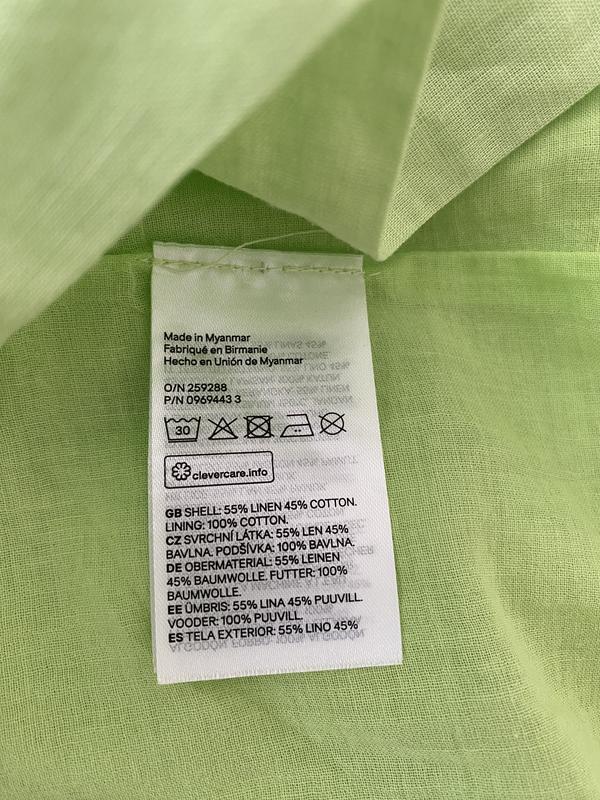 Made in Myanmar
Fabriqué en Birmanie
Hecho en Unión de Myanmar
O/N 259288
P/N 0969443 3
30
clevercare.info
GB SHELL: 55% LINEN 45% COTTON.
LINING: 100% COTTON.
CZ SVRCHNÍ LÁTKA: 55% LEN 45%
BAVLNA. PODŠÍVKA: 100% BAVLNA.
DE OBERMATERIAL: 55% LEINEN
45% BAUMWOLLE. FUTTER: 100%
BAUMWOLLE.
EE ÜMBRIS: 55% LINA 45% PUUVILL.
VOODER: 100% PUUVILL.
ES TELA EXTERIOR: 55% LINO 45%